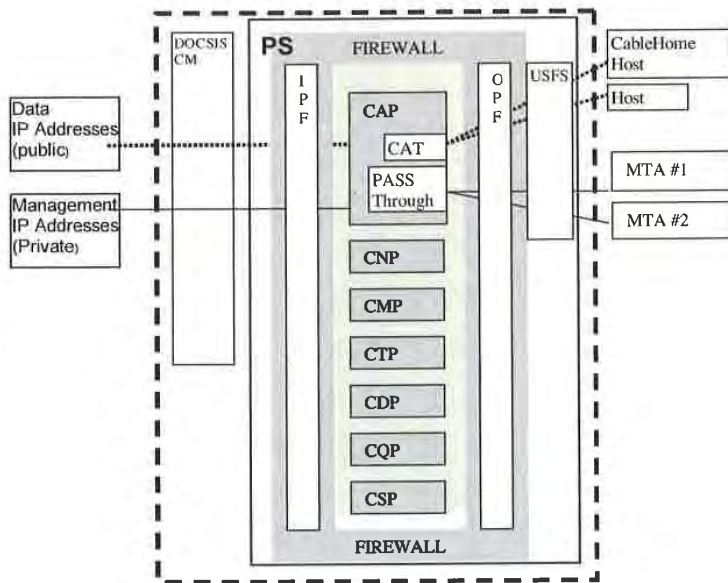 DOCSIS
CM
PS
FIREWALL
I
P
F
O
P
F
USFS
CableHome
Host
Host
Data
IP Addresses
(public)
CAP
CAT
PASS
Through
MTA #1
MTA #2
Management
IP Addresses
(Private)
CNP
CMP
CTP
CDP
CQP
CSP
FIREWALL